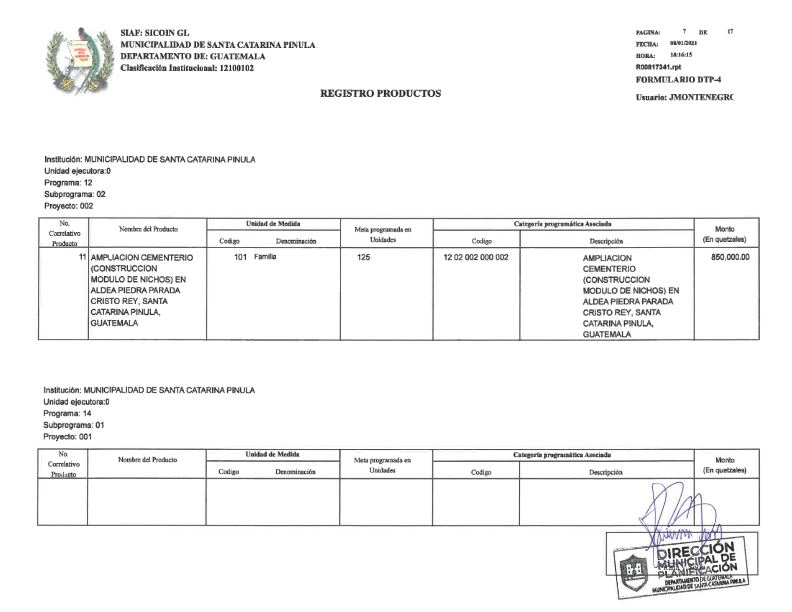 SIAF: SICOIN GL
MUNICIPALIDAD DE SANTA CATARINA PINULA
DEPARTAMENTO DE: GUATEMALA
Clasificación Institucional: 12100102
PAGINA: 7 DE 17
FECHA: 08/01/2021
HORA: 18:16:15
R00817341.rpt
FORMULARIO DTP-4
Usuario: JMONTENEGRO
REGISTRO PRODUCTOS
Institución: MUNICIPALIDAD DE SANTA CATARINA PINULA
Unidad ejecutora:0
Programa: 12
Subprograma: 02
Proyecto: 002
No. Correlativo Producto
Nombre del Producto
Unidad de Medida
Codigo Denominación
Meta programada en Unidades
Categoría programática Asociada
Codigo Descripción
Monto
(En quetzales)
11 AMPLIACION CEMENTERIO
(CONSTRUCCION
MODULO DE NICHOS) EN
ALDEA PIEDRA PARADA
CRISTO REY, SANTA
CATARINA PINULA,
GUATEMALA
101 Familia
125
12 02 002 000 002
AMPLIACION
CEMENTERIO
(CONSTRUCCION
MODULO DE NICHOS) EN
ALDEA PIEDRA PARADA
CRISTO REY, SANTA
CATARINA PINULA,
GUATEMALA
850,000.00
Institución: MUNICIPALIDAD DE SANTA CATARINA PINULA
Unidad ejecutora:0
Programa: 14
Subprograma: 01
Proyecto: 001
No. Correlativo Producto
Nombre del Producto
Unidad de Medida
Codigo Denominación
Meta programada en Unidades
Categoría programática Asociada
Codigo Descripción
Monto
(En quetzales)
DIRECCIÓN
MUNICIPAL DE
PLANIFICACIÓN
DEPARTAMENTO DE GUATEMALA
MUNICIPALIDAD DE SANTA CATARINA PINULA